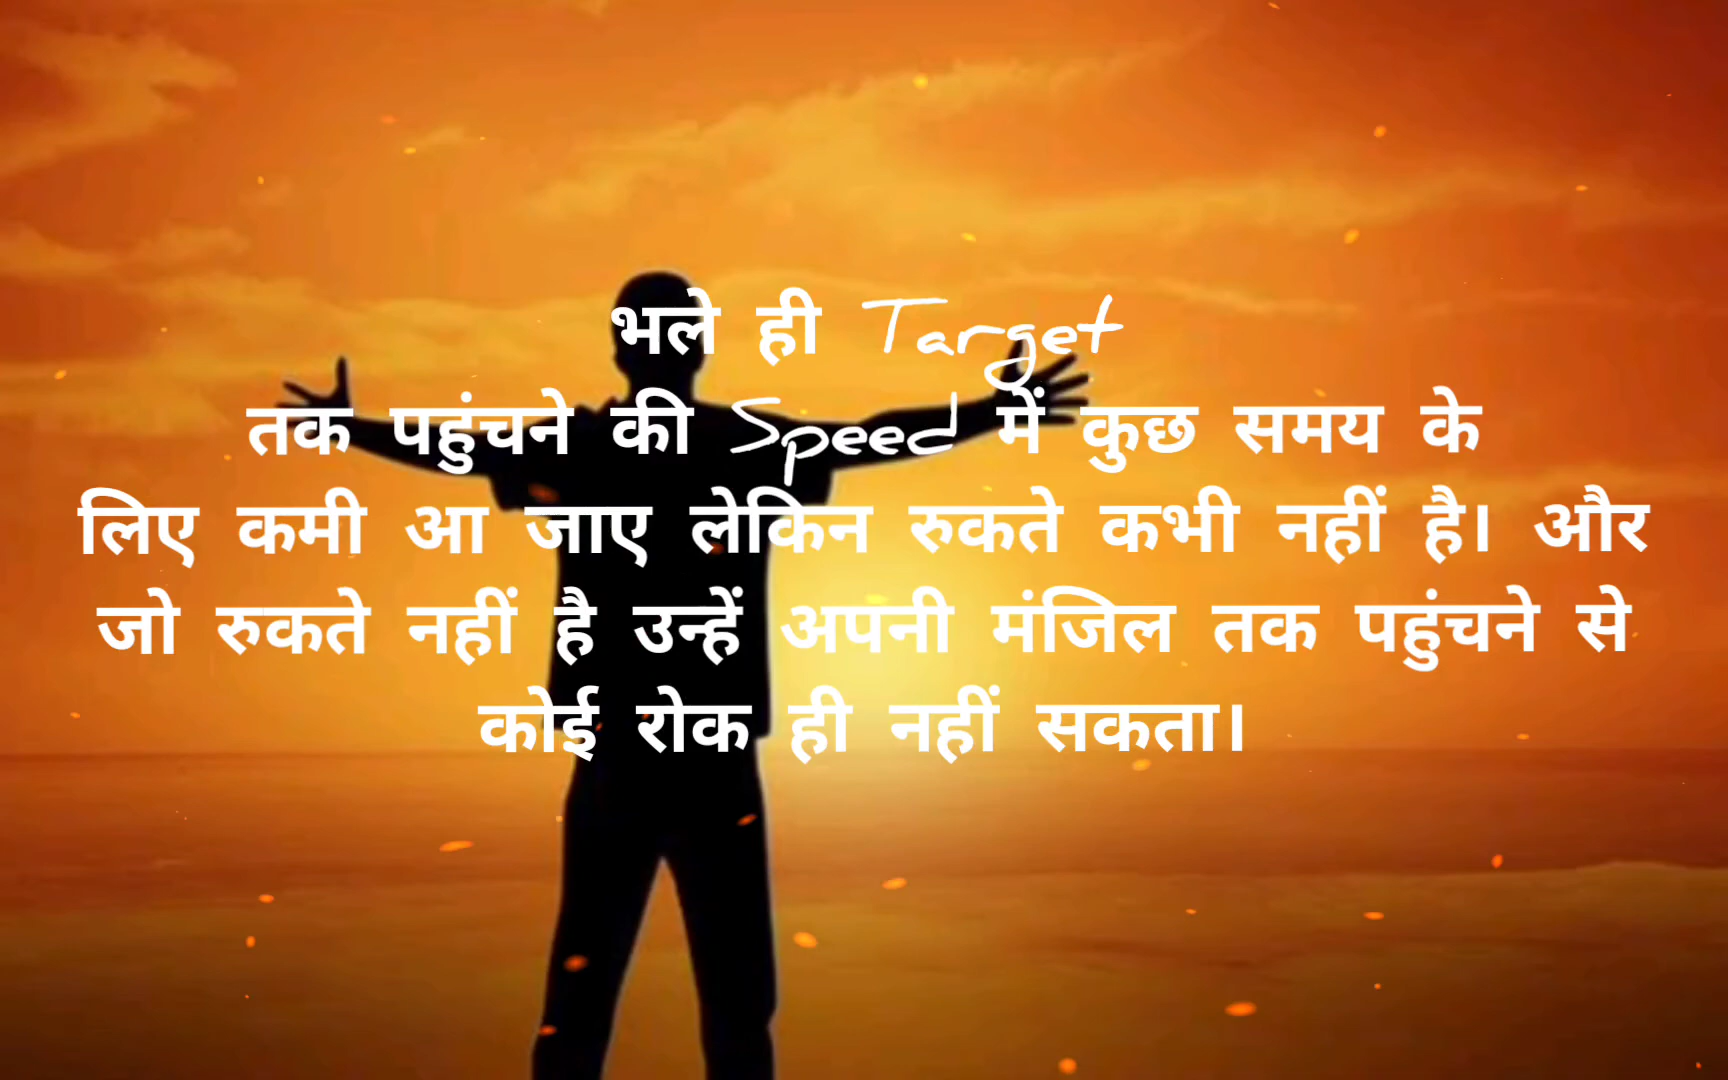 भले ही Target
तक पहुंचने की Speed में कुछ समय के
लिए कमी आ जाए लेकिन रुकते कभी नहीं है। और
जो रुकते नहीं है उन्हें अपनी मंजिल तक पहुंचने से
कोई रोक ही नहीं सकता।